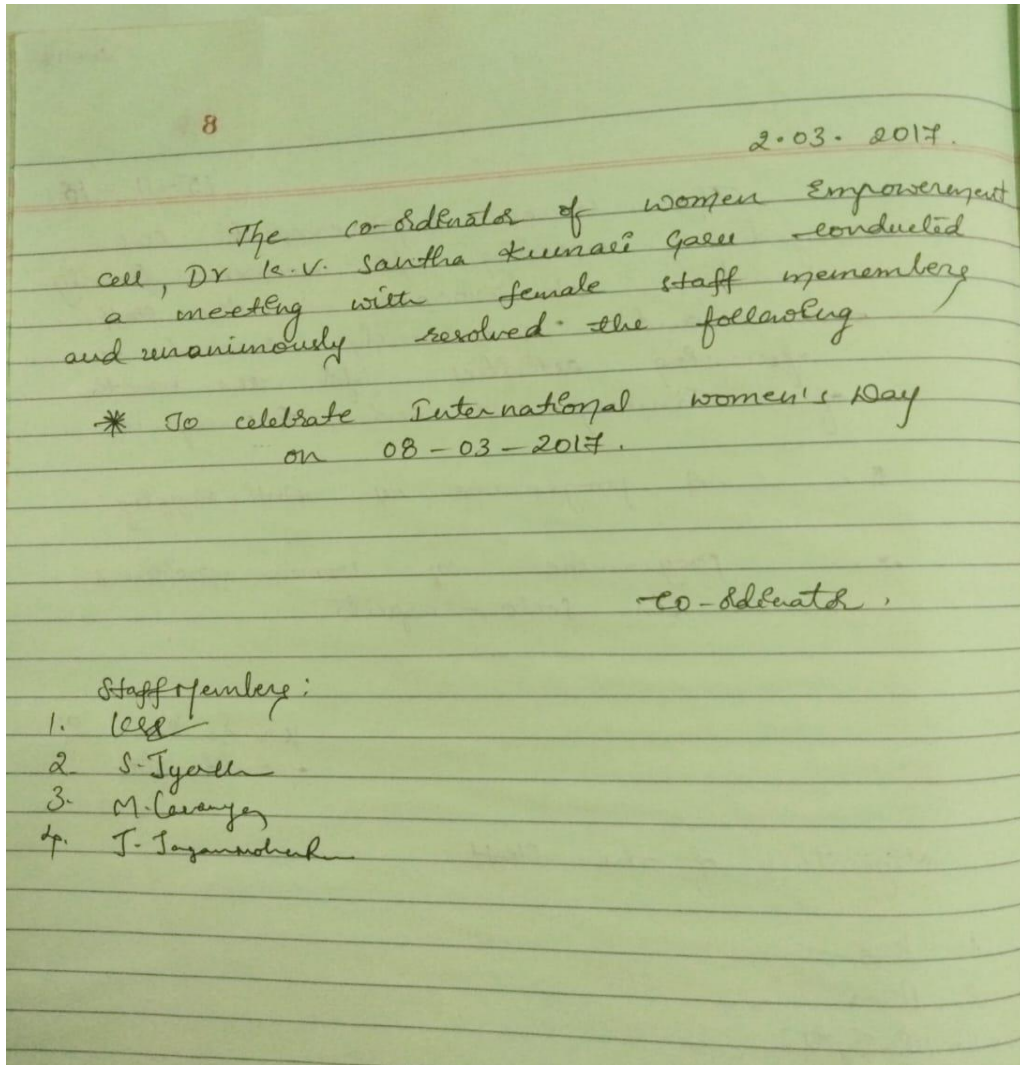 8
2.03.2017.
The co-ordinator of women Empowerement
cell, Dr K.V. Santha Kumari Garu conducted
a meeting with female staff memembers
and unanimously resolved the following
* To celebrate International women's Day
on 08-03-2017.
co-ordinator,
Staff Members:
1.
2. S. Jyothi
3. M. Lavanya
4. J.